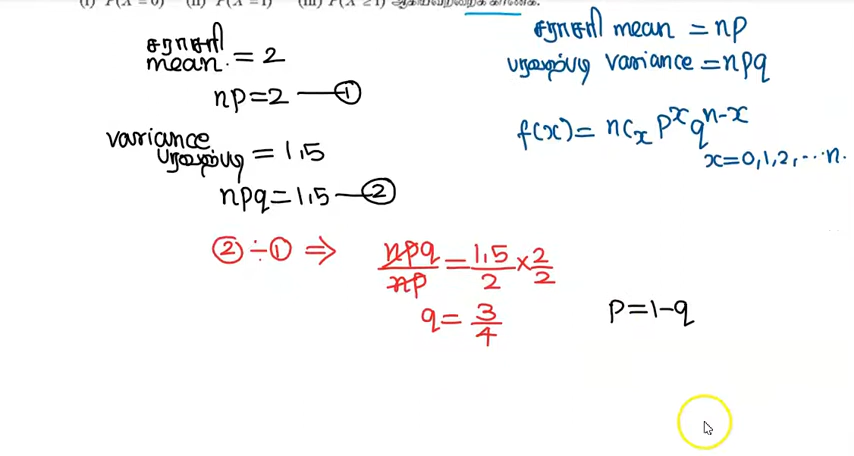 (i) P(X = 0) (ii) P(X = 1) (iii) P(X ≥ 1) ஆகியவற்றைக் காண்க.
சராசரி
mean. = 2
np=2 — ①
variance
பரவற்படி = 1.5
npq=1.5 — ②
சராசரி mean = np
பரவற்படி variance = npq
f(x) = nCₓ pˣ qⁿ⁻ˣ
x=0,1,2, ... n.
② ÷ ① ⇒ npq/np = 1.5/2 × 2/2
q = 3/4
P=1-q